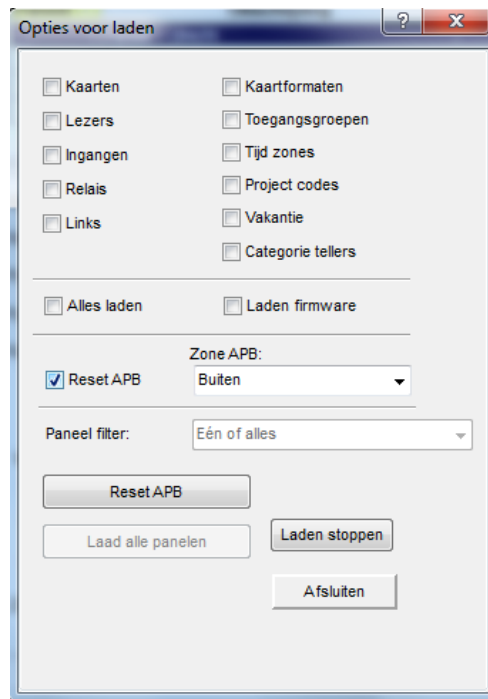 Opties voor laden
Kaarten
Kaartformaten
Lezers
Toegangsgroepen
Ingangen
Tijd zones
Relais
Project codes
Links
Vakantie
Categorie tellers
Alles laden
Laden firmware
Zone APB:
Reset APB
Buiten
Paneel filter:
Eén of alles
Reset APB
Laad alle panelen
Laden stoppen
Afsluiten